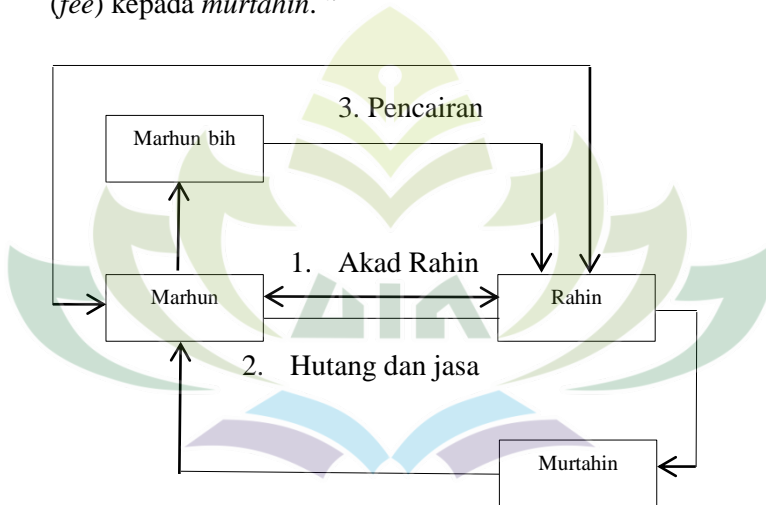 (fee) kepada murtahin.
3. Pencairan
Marhun bih
1. Akad Rahin
Marhun
Rahin
2. Hutang dan jasa
Murtahin